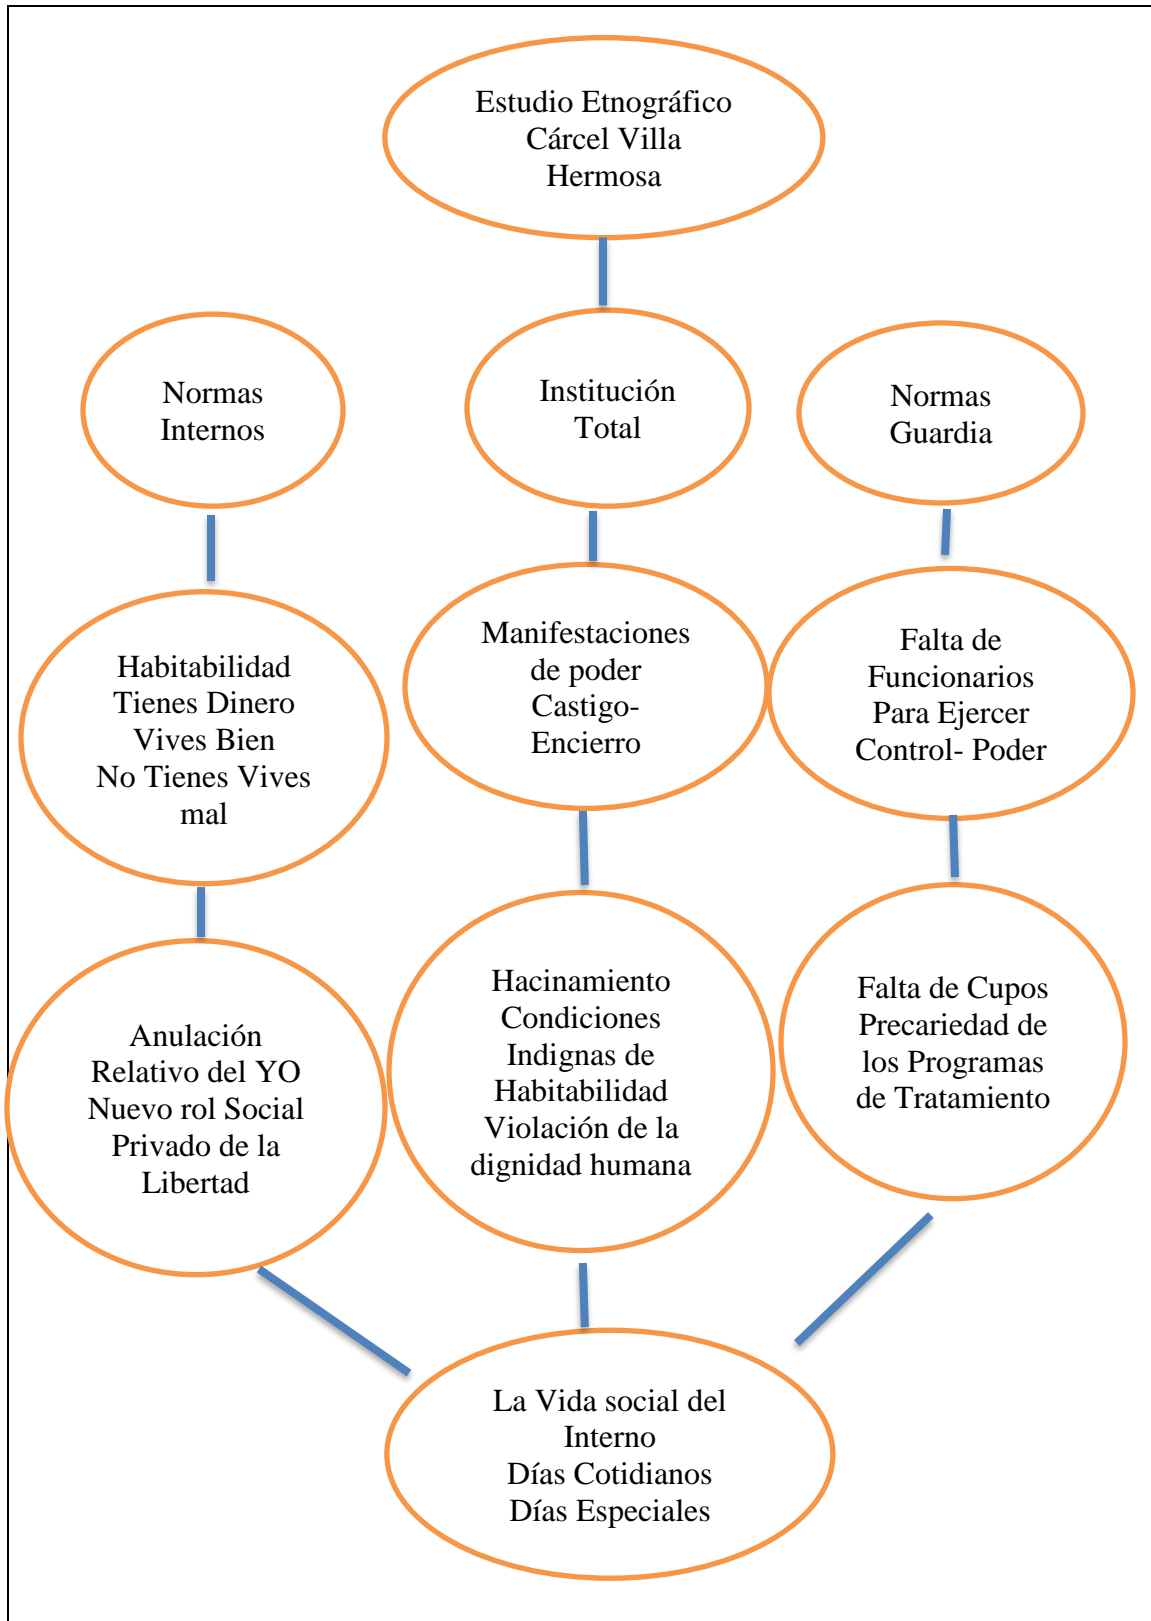 Estudio Etnográfico
Cárcel Villa
Hermosa
Normas
Internos
Institución
Total
Normas
Guardia
Habitabilidad
Tienes Dinero
Vives Bien
No Tienes Vives
mal
Manifestaciones
de poder
Castigo-
Encierro
Falta de
Funcionarios
Para Ejercer
Control- Poder
Anulación
Relativo del YO
Nuevo rol Social
Privado de la
Libertad
Hacinamiento
Condiciones
Indignas de
Habitabilidad
Violación de la
dignidad humana
Falta de Cupos
Precariedad de
los Programas
de Tratamiento
La Vida social del
Interno
Días Cotidianos
Días Especiales